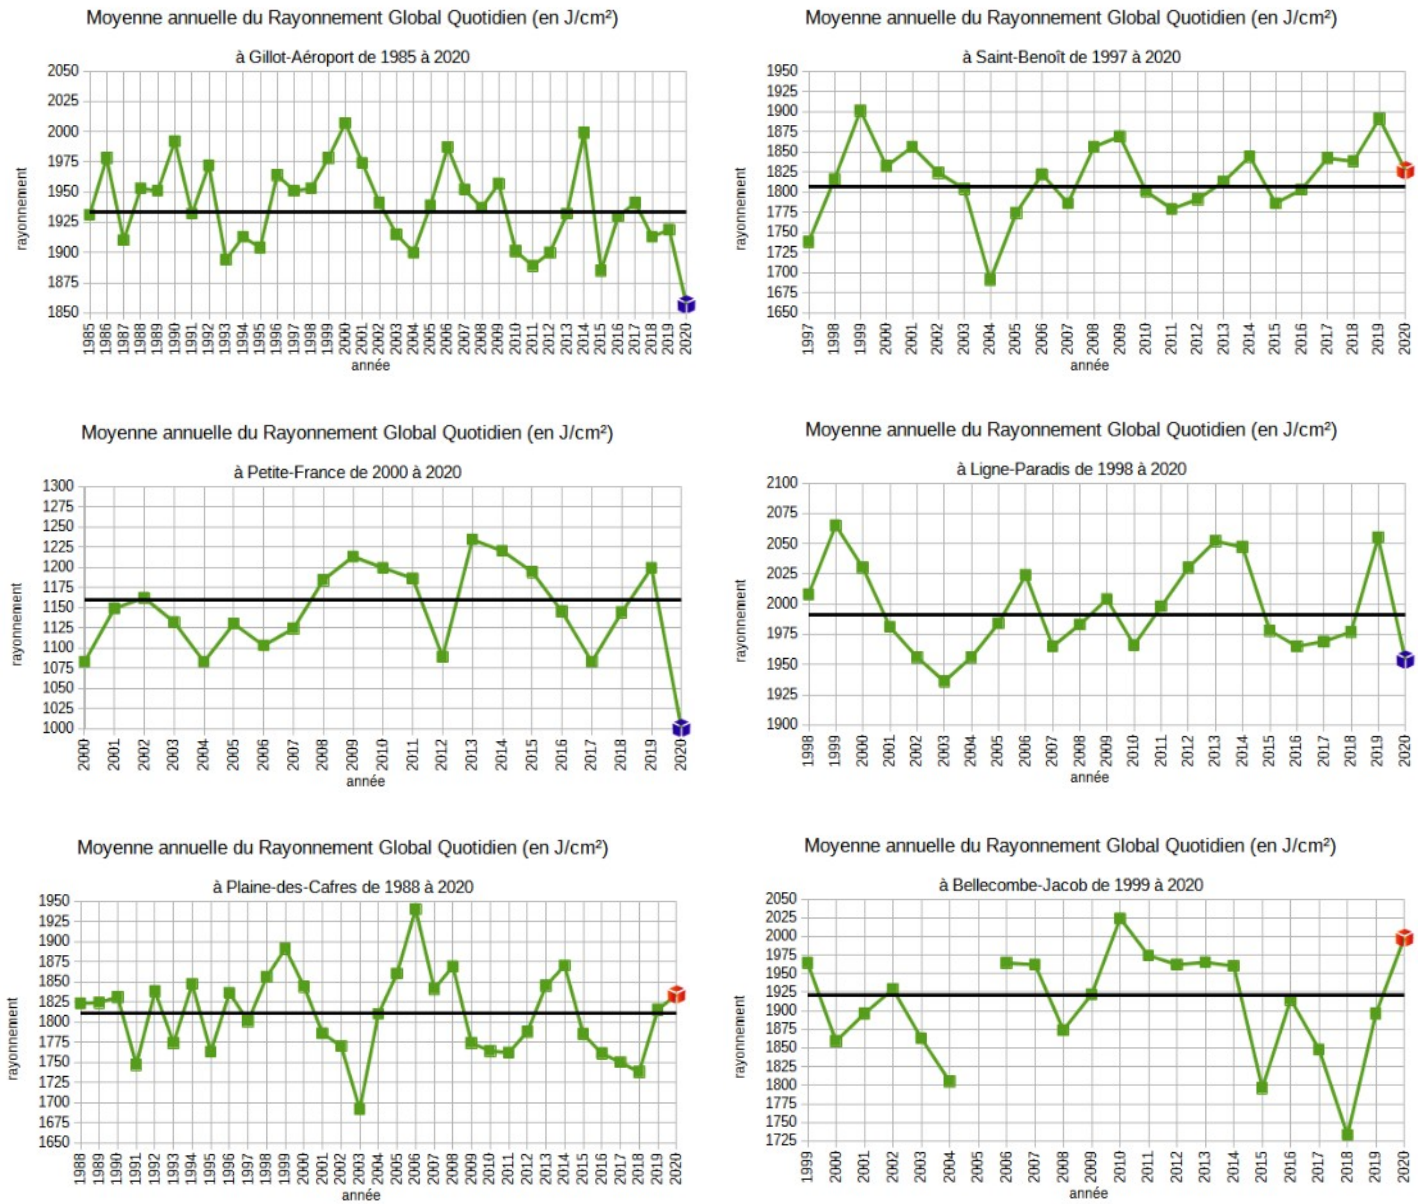 Moyenne annuelle du Rayonnement Global Quotidien (en J/cm²)
à Gillot-Aéroport de 1985 à 2020
2050
2025
2000
1975
1950
1925
1900
1875
1850
rayonnement
1985 1986 1987 1988 1989 1990 1991 1992 1993 1994 1995 1996 1997 1998 1999 2000 2001 2002 2003 2004 2005 2006 2007 2008 2009 2010 2011 2012 2013 2014 2015 2016 2017 2018 2019 2020
année
Moyenne annuelle du Rayonnement Global Quotidien (en J/cm²)
à Saint-Benoît de 1997 à 2020
1950
1925
1900
1875
1850
1825
1800
1775
1750
1725
1700
1675
1650
rayonnement
1997 1998 1999 2000 2001 2002 2003 2004 2005 2006 2007 2008 2009 2010 2011 2012 2013 2014 2015 2016 2017 2018 2019 2020
année
Moyenne annuelle du Rayonnement Global Quotidien (en J/cm²)
à Petite-France de 2000 à 2020
1300
1275
1250
1225
1200
1175
1150
1125
1100
1075
1050
1025
1000
rayonnement
2000 2001 2002 2003 2004 2005 2006 2007 2008 2009 2010 2011 2012 2013 2014 2015 2016 2017 2018 2019 2020
année
Moyenne annuelle du Rayonnement Global Quotidien (en J/cm²)
à Ligne-Paradis de 1998 à 2020
2100
2075
2050
2025
2000
1975
1950
1925
1900
rayonnement
1998 1999 2000 2001 2002 2003 2004 2005 2006 2007 2008 2009 2010 2011 2012 2013 2014 2015 2016 2017 2018 2019 2020
année
Moyenne annuelle du Rayonnement Global Quotidien (en J/cm²)
à Plaine-des-Cafres de 1988 à 2020
1950
1925
1900
1875
1850
1825
1800
1775
1750
1725
1700
1675
1650
rayonnement
1988 1989 1990 1991 1992 1993 1994 1995 1996 1997 1998 1999 2000 2001 2002 2003 2004 2005 2006 2007 2008 2009 2010 2011 2012 2013 2014 2015 2016 2017 2018 2019 2020
année
Moyenne annuelle du Rayonnement Global Quotidien (en J/cm²)
à Bellecombe-Jacob de 1999 à 2020
2050
2025
2000
1975
1950
1925
1900
1875
1850
1825
1800
1775
1750
1725
rayonnement
1999 2000 2001 2002 2003 2004 2005 2006 2007 2008 2009 2010 2011 2012 2013 2014 2015 2016 2017 2018 2019 2020
année